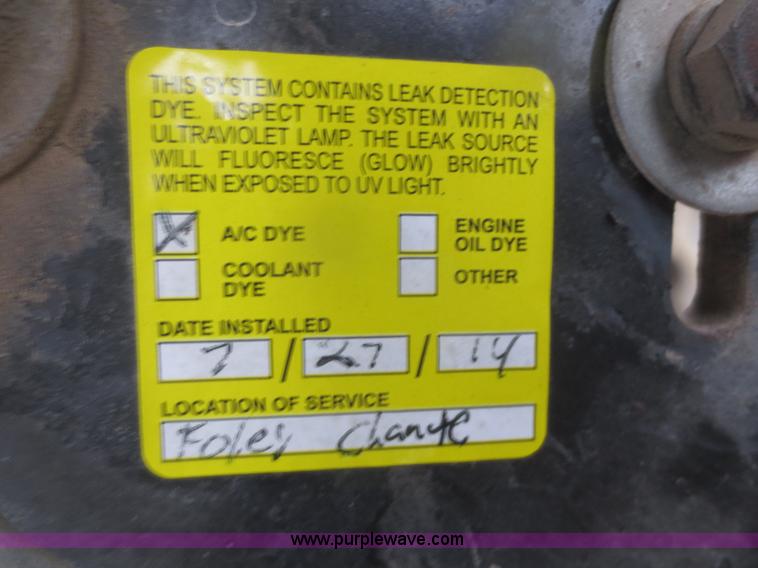 THIS SYSTEM CONTAINS LEAK DETECTION
DYE. INSPECT THE SYSTEM WITH AN
ULTRAVIOLET LAMP. THE LEAK SOURCE
WILL FLUORESCE (GLOW) BRIGHTLY
WHEN EXPOSED TO UV LIGHT.
X A/C DYE
ENGINE OIL DYE
COOLANT DYE
OTHER
DATE INSTALLED
7 / 27 / 14
LOCATION OF SERVICE
Foley
www.purplewave.com